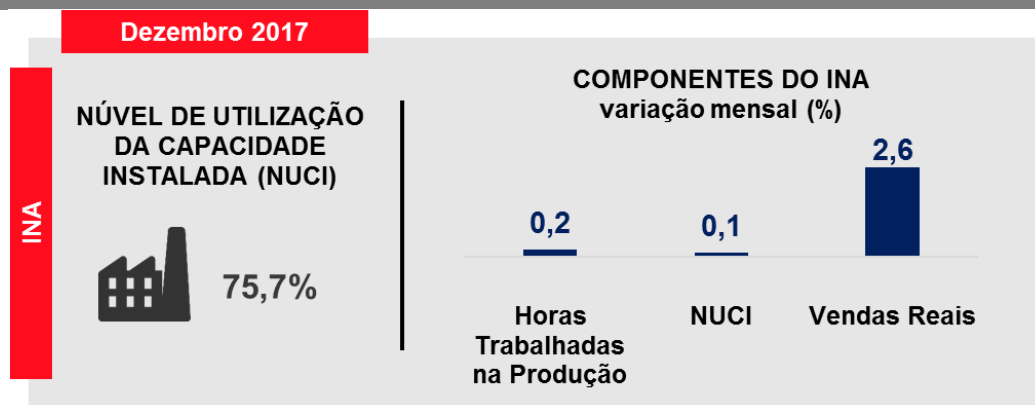 Dezembro 2017
INA
NÚVEL DE UTILIZAÇÃO
DA CAPACIDADE
INSTALADA (NUCI)
75,7%
COMPONENTES DO INA
variação mensal (%)
0,2
0,1
2,6
Horas
Trabalhadas
na Produção
NUCI
Vendas Reais